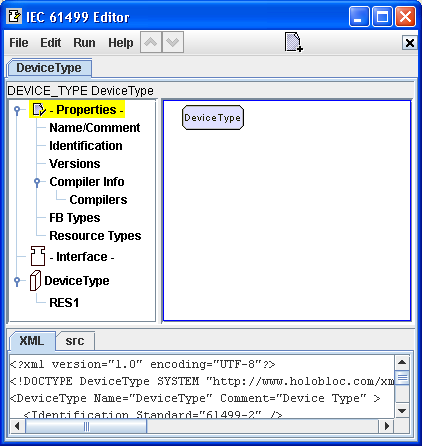 IEC 61499 Editor
File Edit Run Help
DeviceType
DEVICE_TYPE DeviceType
- Properties -
Name/Comment
Identification
Versions
Compiler Info
Compilers
FB Types
Resource Types
- Interface -
DeviceType
RES1
DeviceType
XML src
<?xml version="1.0" encoding="UTF-8"?>
<!DOCTYPE DeviceType SYSTEM "http://www.holobloc.com/xm
<DeviceType Name="DeviceType" Comment="Device Type" >
<Identification Standard="61499-2" />